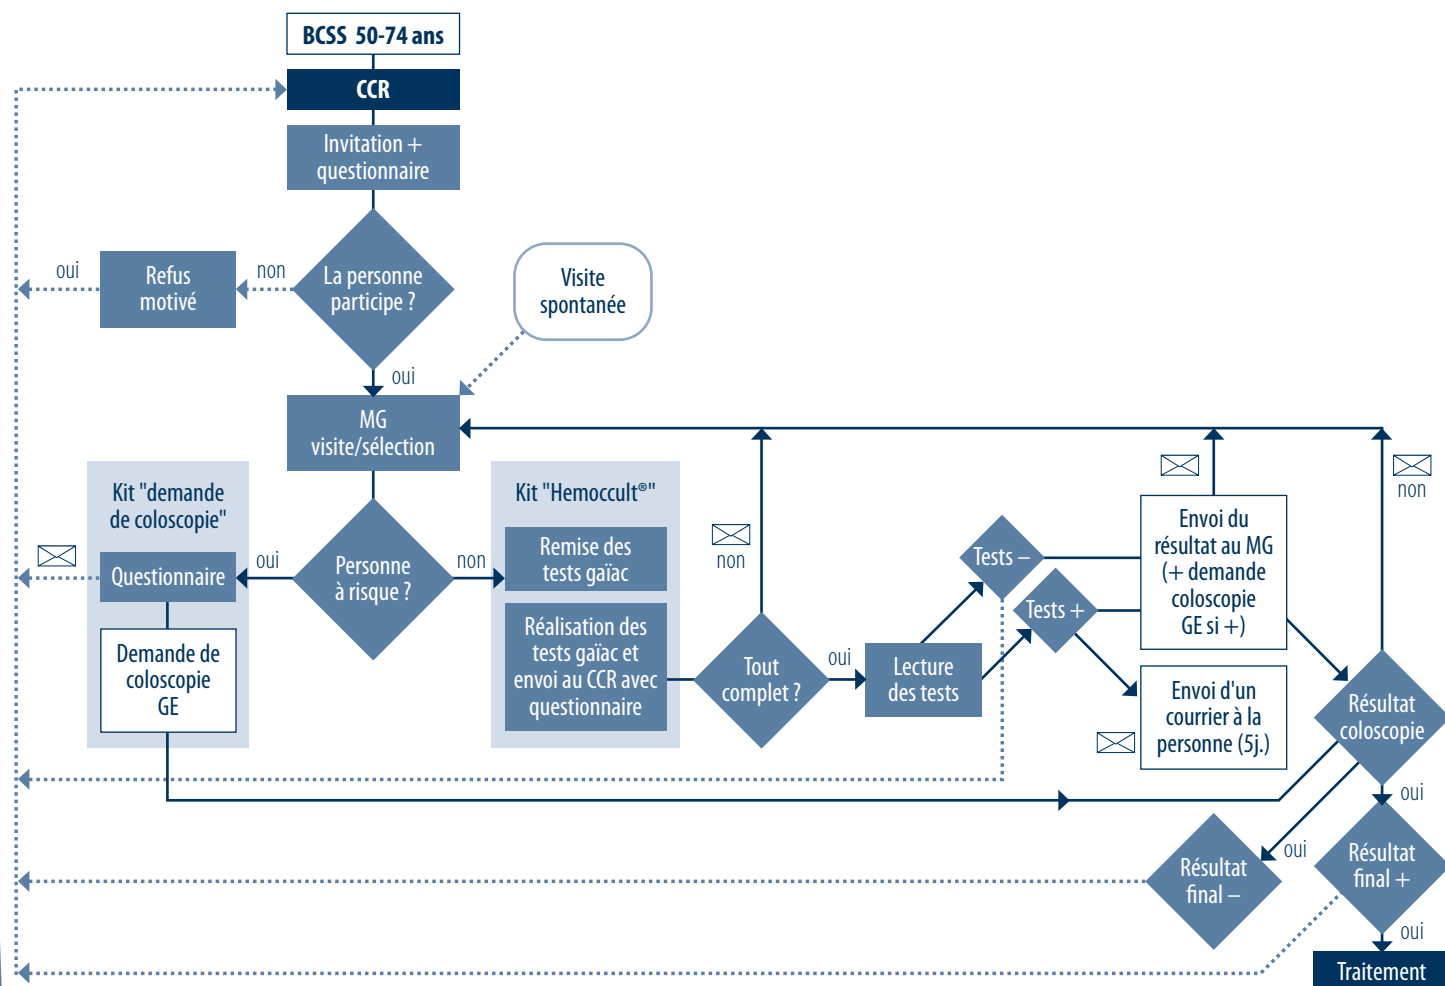 BCSS 50-74 ans
CCR
Invitation +
questionnaire
oui
Refus
motivé
non
La personne
participe ?
Visite
spontanée
oui
MG
visite/sélection
Kit "demande
de coloscopie"
Questionnaire
oui
Demande de
coloscopie
GE
Personne
à risque ?
non
Kit "Hemoccult®"
Remise des
tests gaïac
Réalisation des
tests gaïac et
envoi au CCR avec
questionnaire
non
Tout
complet ?
oui
Lecture
des tests
Tests –
Tests +
Envoi du
résultat au MG
(+ demande
coloscopie
GE si +)
Envoi d'un
courrier à la
personne (5j.)
non
Résultat
coloscopie
oui
oui
Résultat
final –
Résultat
final +
oui
Traitement